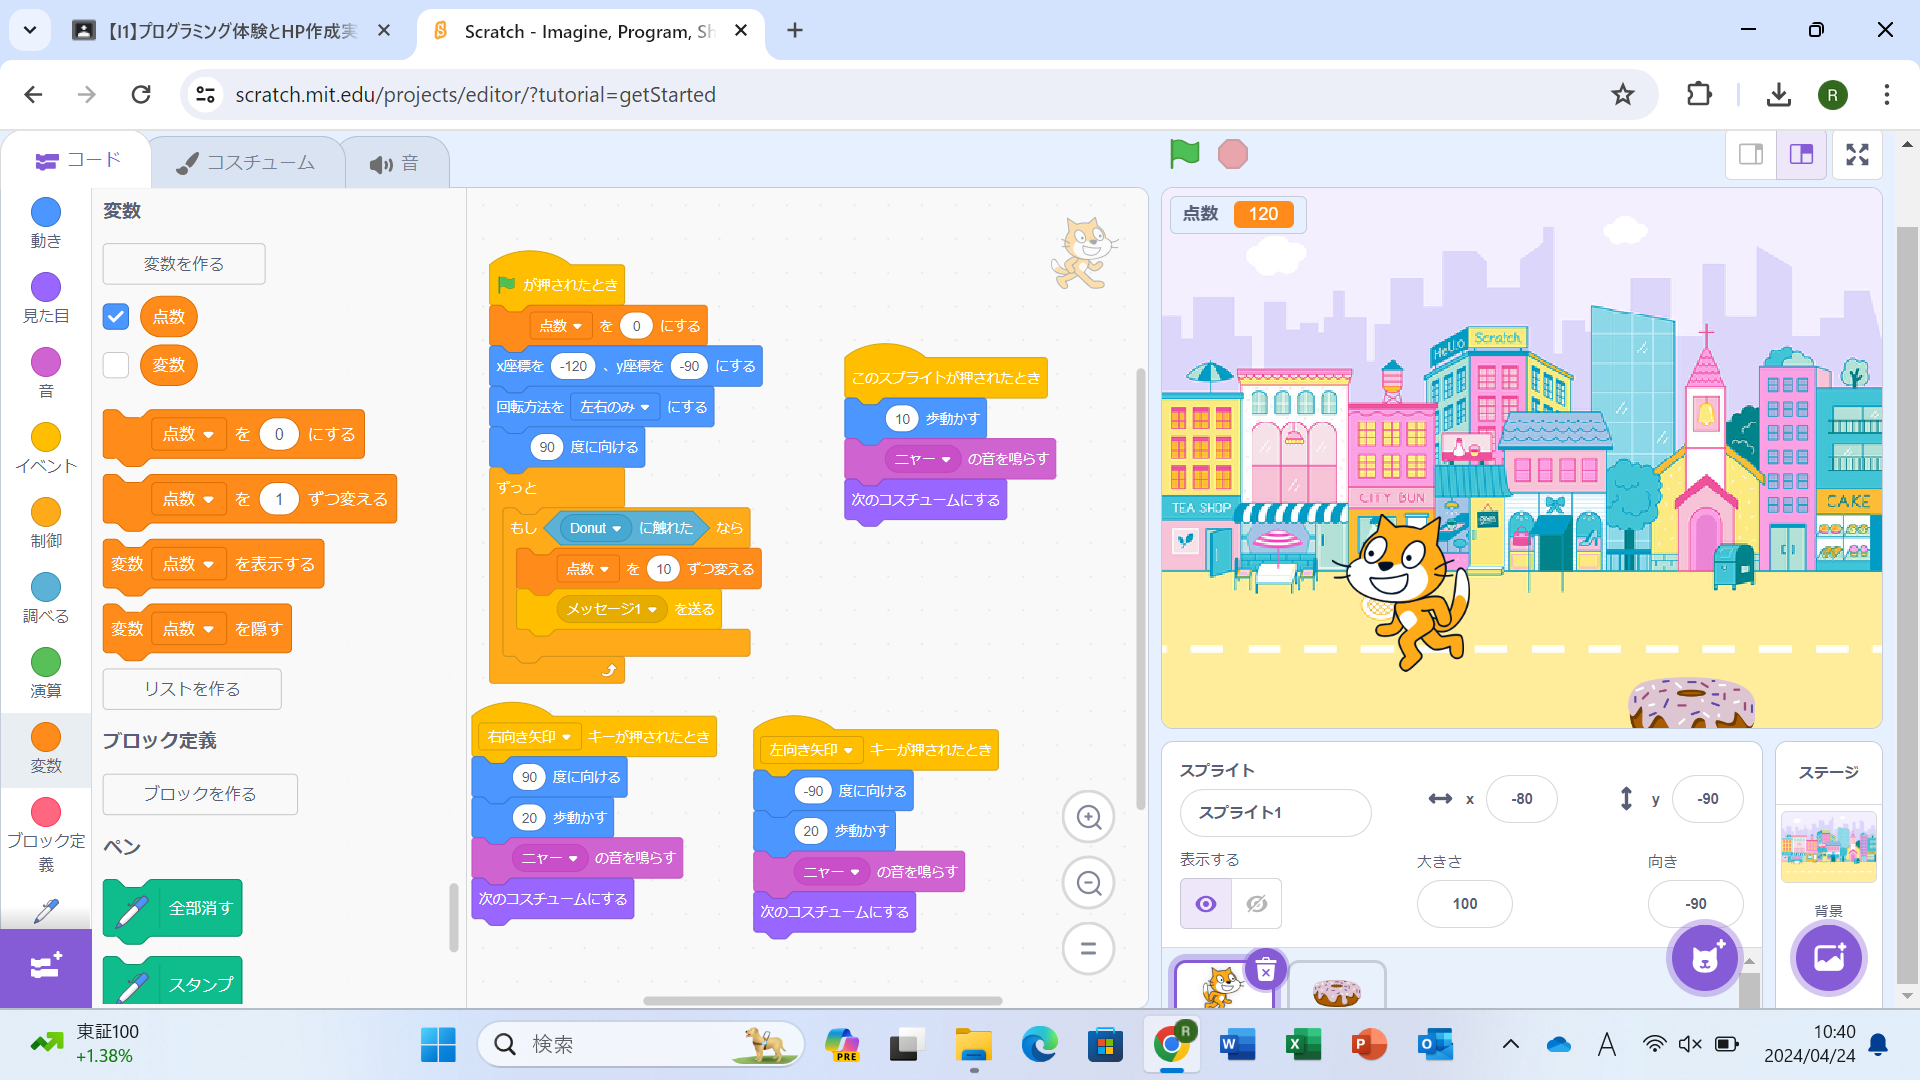 【I1】プログラミング体験とHP作成実
Scratch - Imagine, Program, Sh
scratch.mit.edu/projects/editor/?tutorial=getStarted
R
コード
コスチューム
音
動き
見た目
音
イベント
制御
調べる
演算
変数
ブロック定
義
変数
変数を作る
点数
変数
点数 を 0 にする
点数 を 1 ずつ変える
変数 点数 を表示する
変数 点数 を隠す
リストを作る
ブロック定義
ブロックを作る
ペン
全部消す
スタンプ
が押されたとき
点数 を 0 にする
x座標を -120 、y座標を -90 にする
回転方法を 左右のみ にする
90 度に向ける
ずっと
もし Donut に触れた なら
点数 を 10 ずつ変える
メッセージ1 を送る
このスプライトが押されたとき
10 歩動かす
ニャー の音を鳴らす
次のコスチュームにする
右向き矢印 キーが押されたとき
90 度に向ける
20 歩動かす
ニャー の音を鳴らす
次のコスチュームにする
左向き矢印 キーが押されたとき
-90 度に向ける
20 歩動かす
ニャー の音を鳴らす
次のコスチュームにする
点数 120
Hello Scratch
TEA SHOP
CITY BUN
CAKE
スプライト
スプライト1
x -80
y -90
表示する
大きさ
100
向き
-90
ステージ
背景
東証100
+1.38%
検索
PRE
R
W
X
P
O
A
10:40
2024/04/24